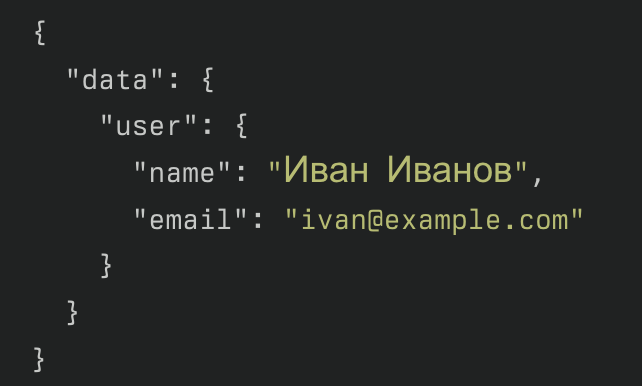 {
  "data": {
    "user": {
      "name": "Иван Иванов",
      "email": "ivan@example.com"
    }
  }
}